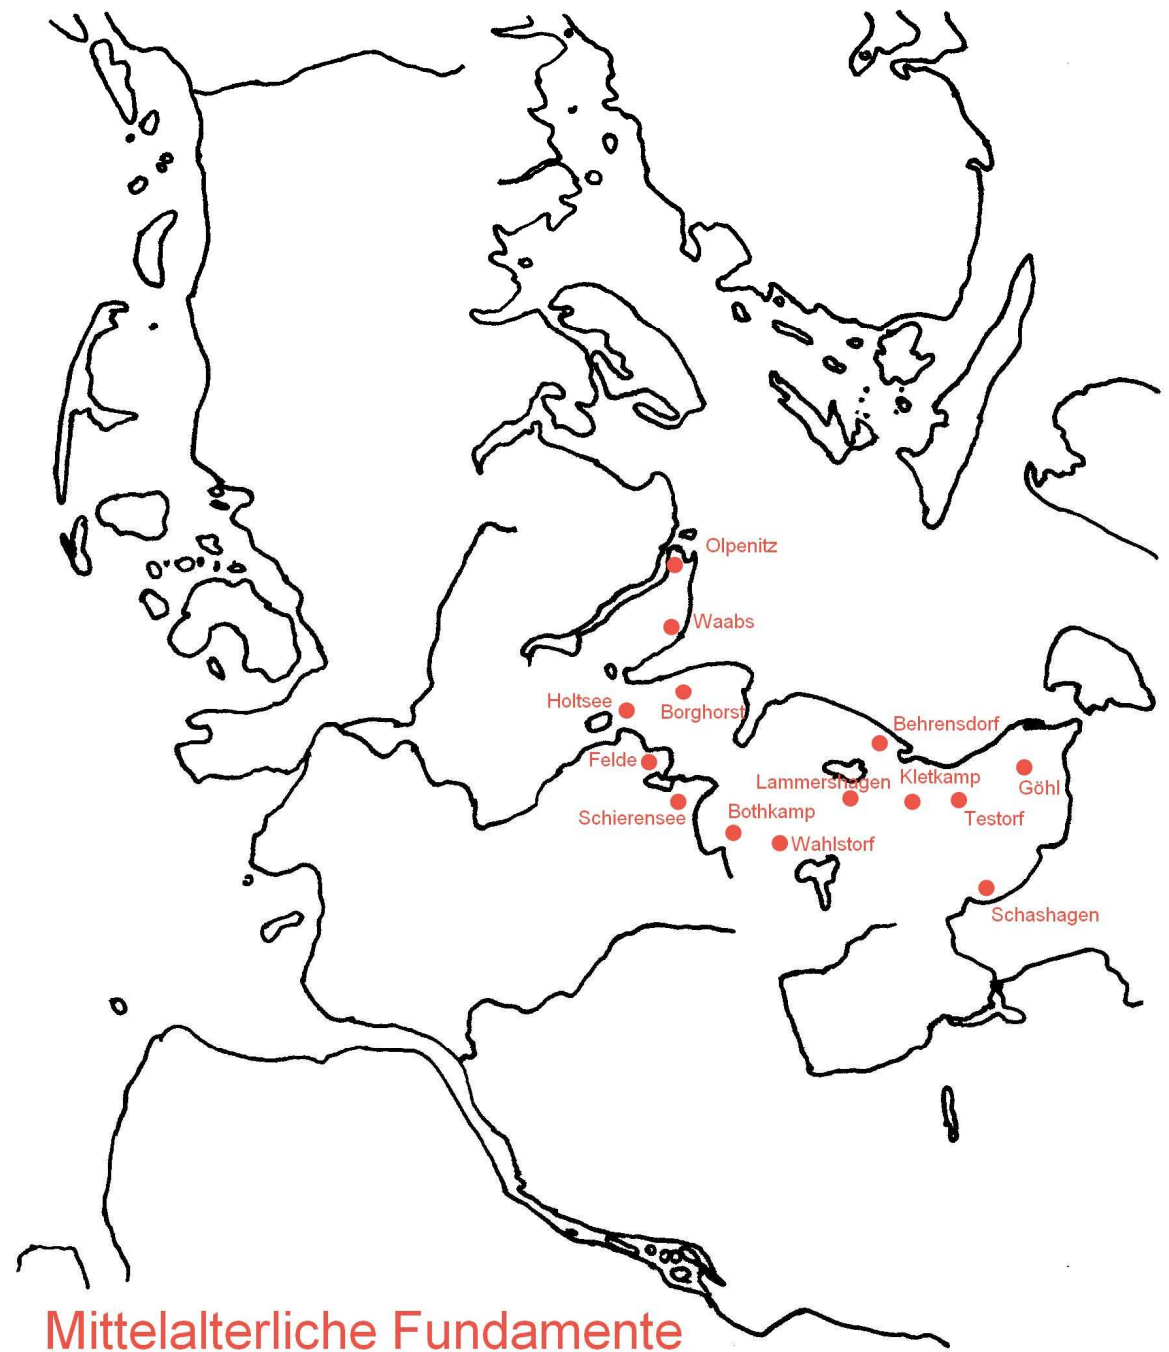 Olpenitz
Waabs
Holtsee
Borghorst
Behrensdorf
Felde
Lammershagen
Kletkamp
Göhl
Schierensee
Bothkamp
Testorf
Wahlstorf
Schashagen
Mittelalterliche Fundamente